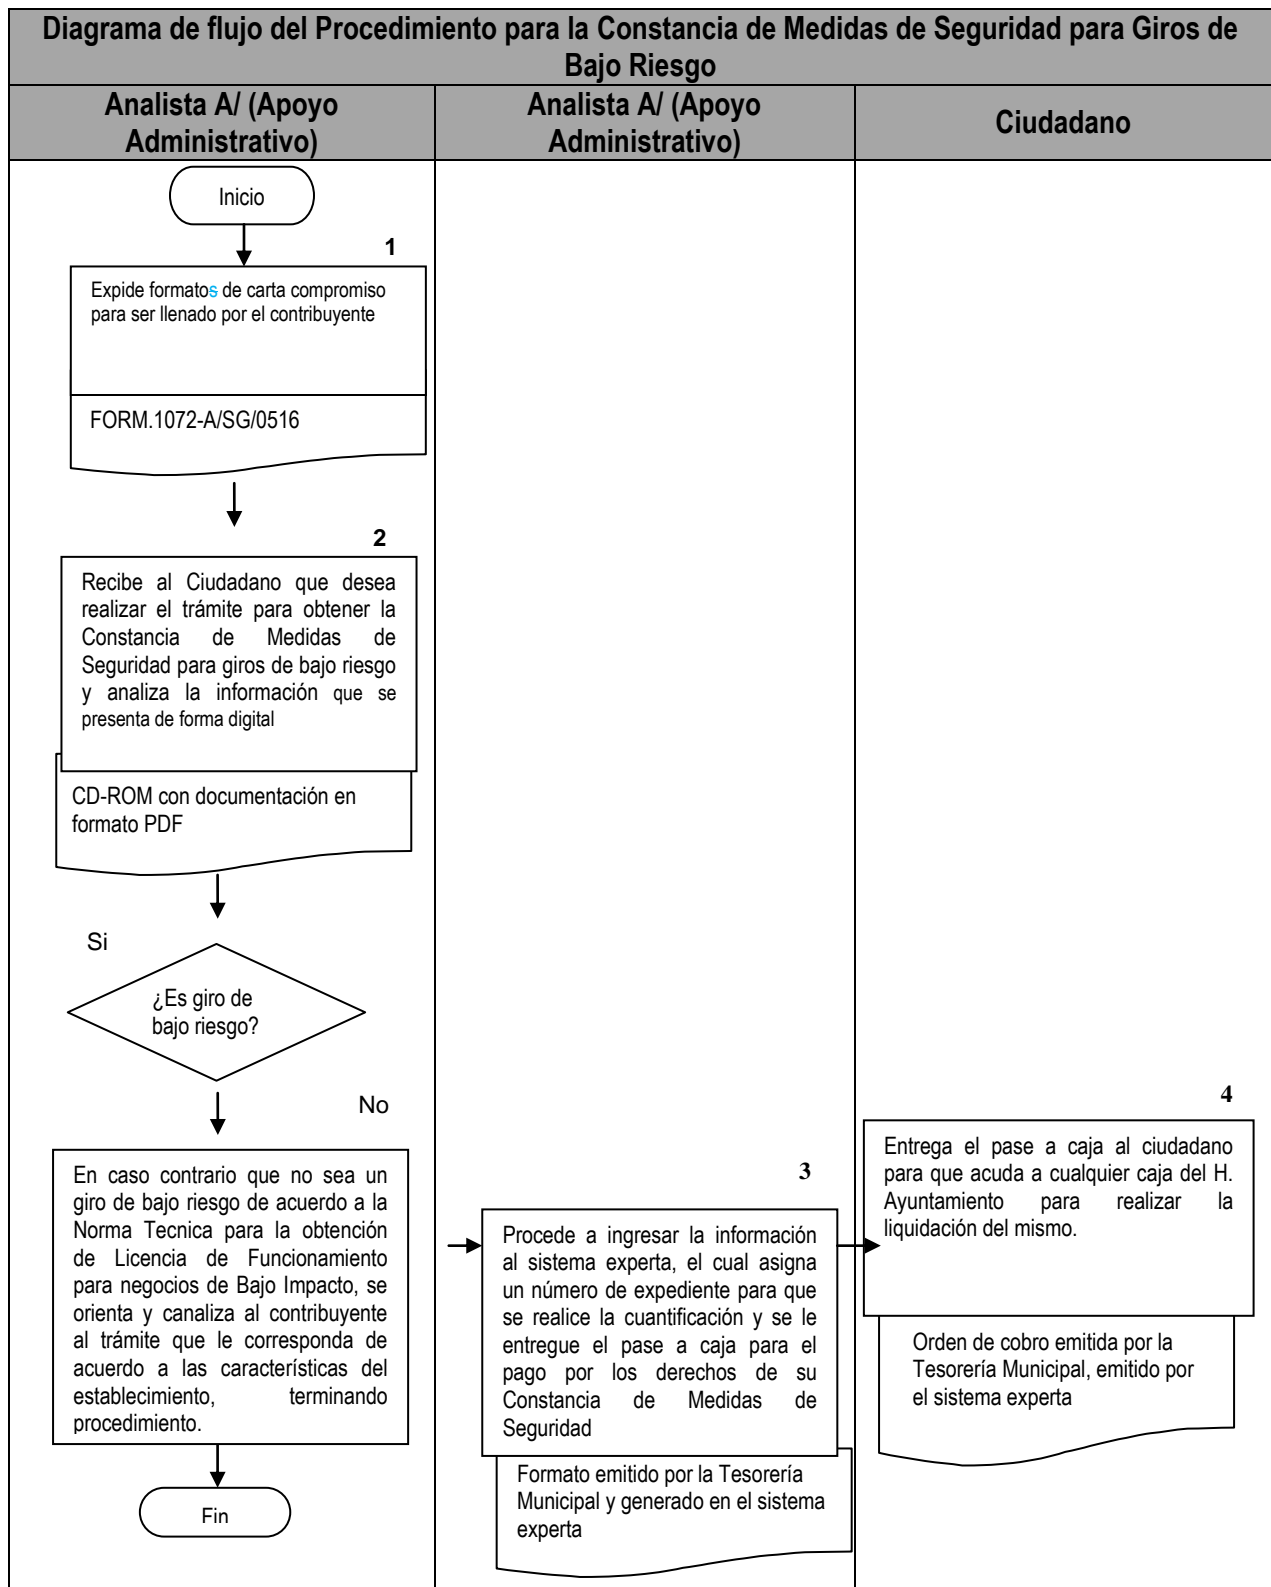 Diagrama de flujo del Procedimiento para la Constancia de Medidas de Seguridad para Giros de
Bajo Riesgo
Analista A/ (Apoyo
Administrativo)
Analista A/ (Apoyo
Administrativo)
Ciudadano
Inicio
1
Expide formatos de carta compromiso
para ser llenado por el contribuyente
FORM.1072-A/SG/0516
2
Recibe al Ciudadano que desea
realizar el trámite para obtener la
Constancia de Medidas de
Seguridad para giros de bajo riesgo
y analiza la información que se
presenta de forma digital
CD-ROM con documentación en
formato PDF
Si
¿Es giro de
bajo riesgo?
No
En caso contrario que no sea un
giro de bajo riesgo de acuerdo a la
Norma Tecnica para la obtención
de Licencia de Funcionamiento
para negocios de Bajo Impacto, se
orienta y canaliza al contribuyente
al trámite que le corresponda de
acuerdo a las características del
establecimiento, terminando
procedimiento.
Fin
3
Procede a ingresar la información
al sistema experta, el cual asigna
un número de expediente para que
se realice la cuantificación y se le
entregue el pase a caja para el
pago por los derechos de su
Constancia de Medidas de
Seguridad
Formato emitido por la Tesorería
Municipal y generado en el sistema
experta
4
Entrega el pase a caja al ciudadano
para que acuda a cualquier caja del H.
Ayuntamiento para realizar la
liquidación del mismo.
Orden de cobro emitida por la
Tesorería Municipal, emitido por
el sistema experta